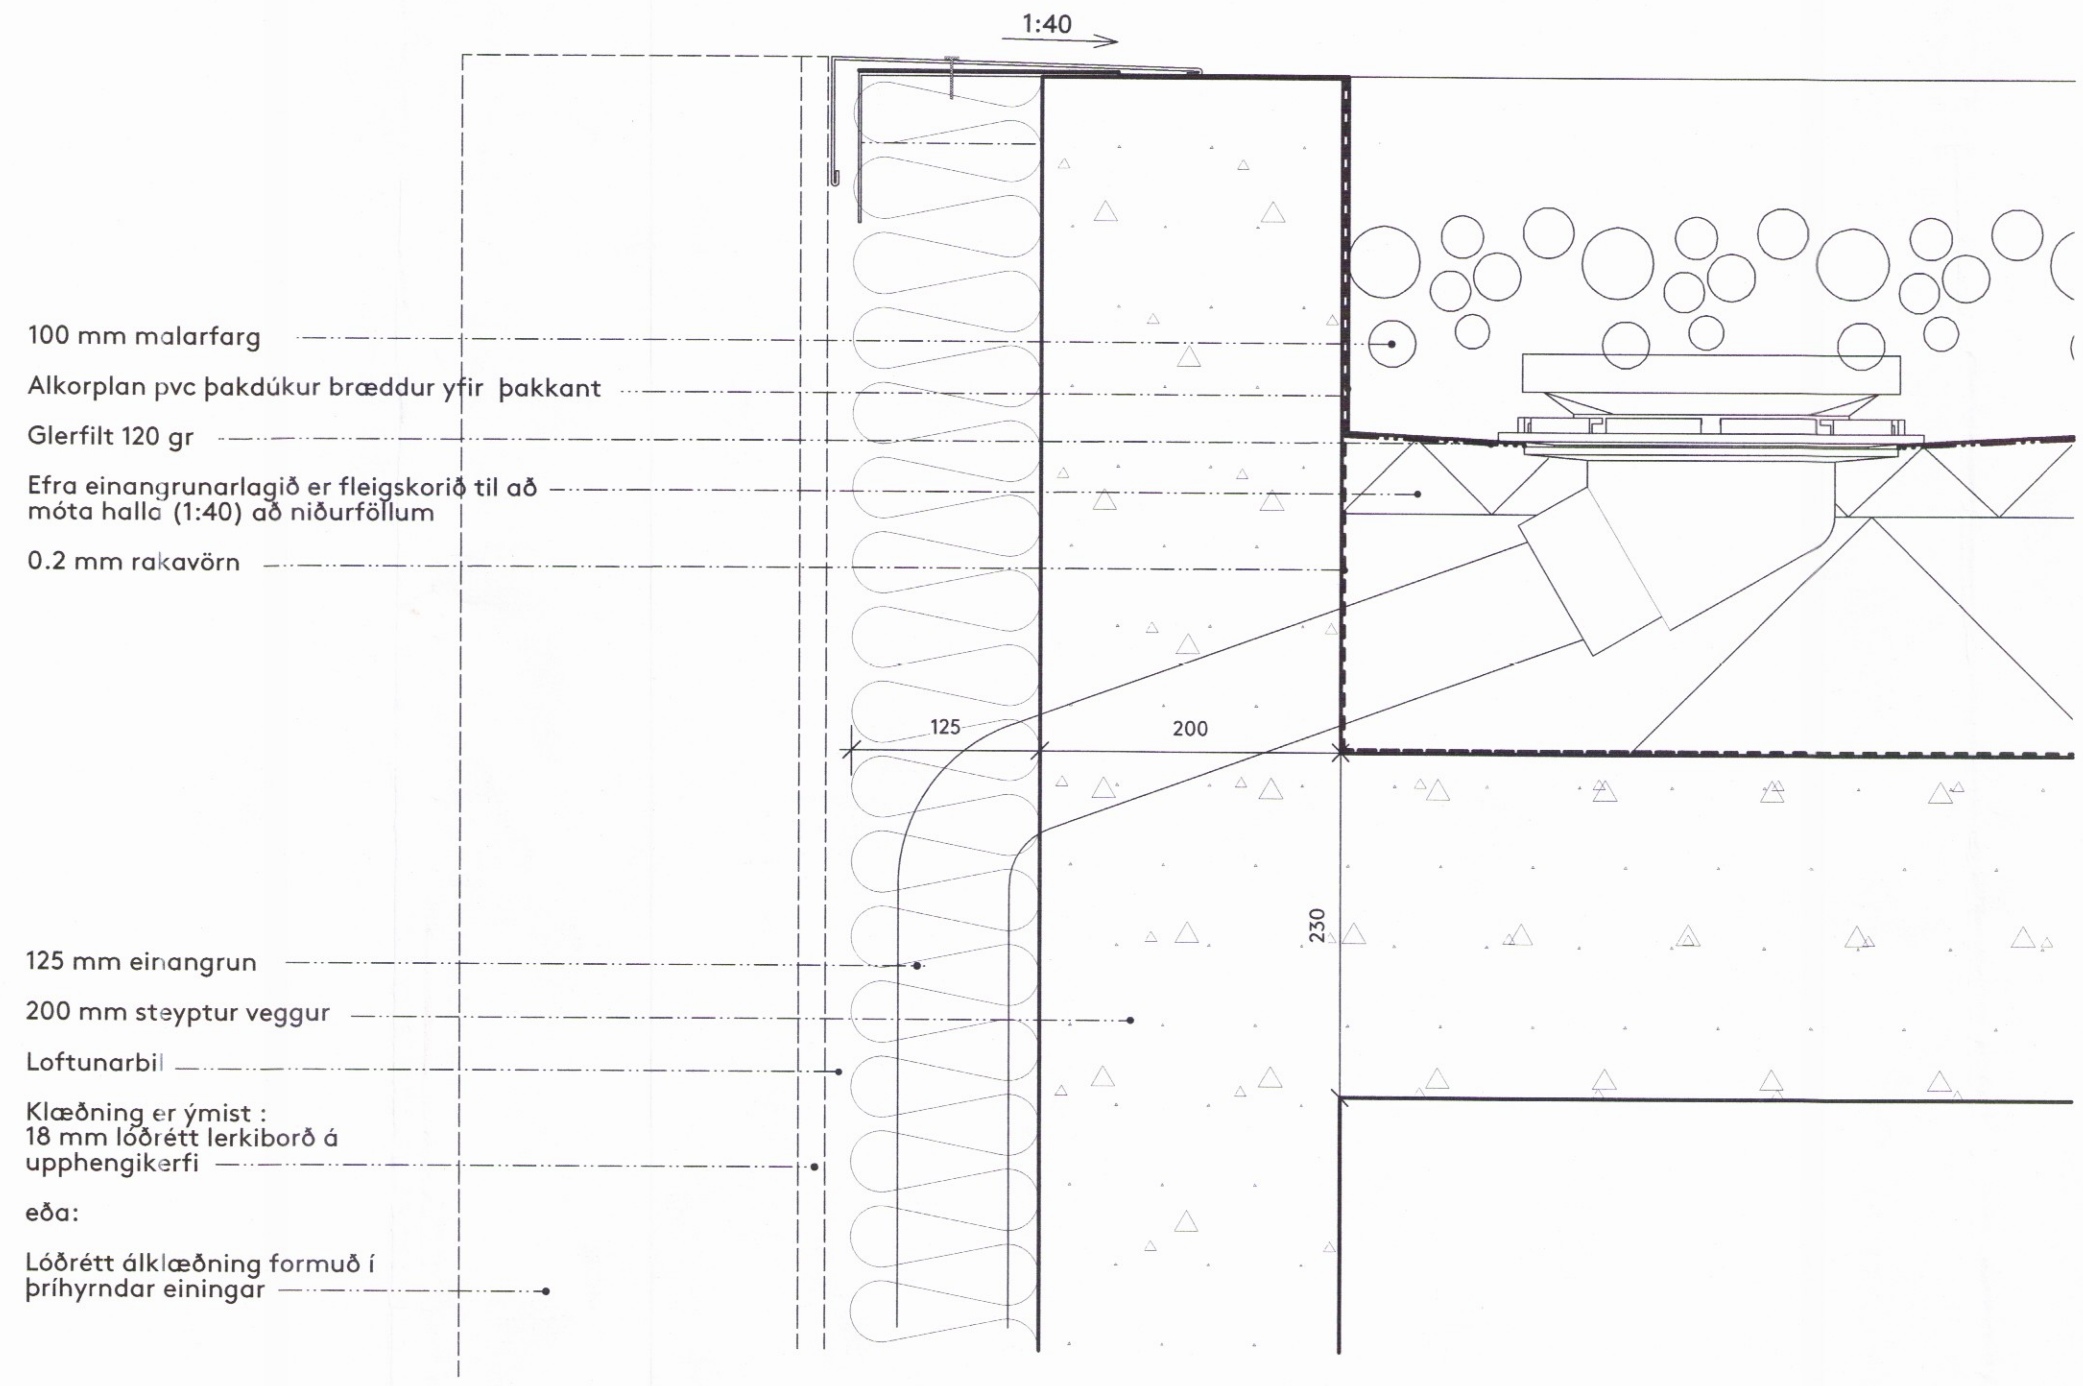 1:40
100 mm malarfarg
Alkorplan pvc þakdúkur bræddur yfir þakkant
Glerfilt 120 gr
Efra einangrunarlagið er fleigskorið til að
móta halla (1:40) að niðurföllum
0.2 mm rakavörn
125
200
230
125 mm einangrun
200 mm steyptur veggur
Loftunarbil
Klæðning er ýmist :
18 mm lóðrétt lerkiborð á
upphengikerfi
eða:
Lóðrétt álklæðning formuð í
þríhyrndar einingar